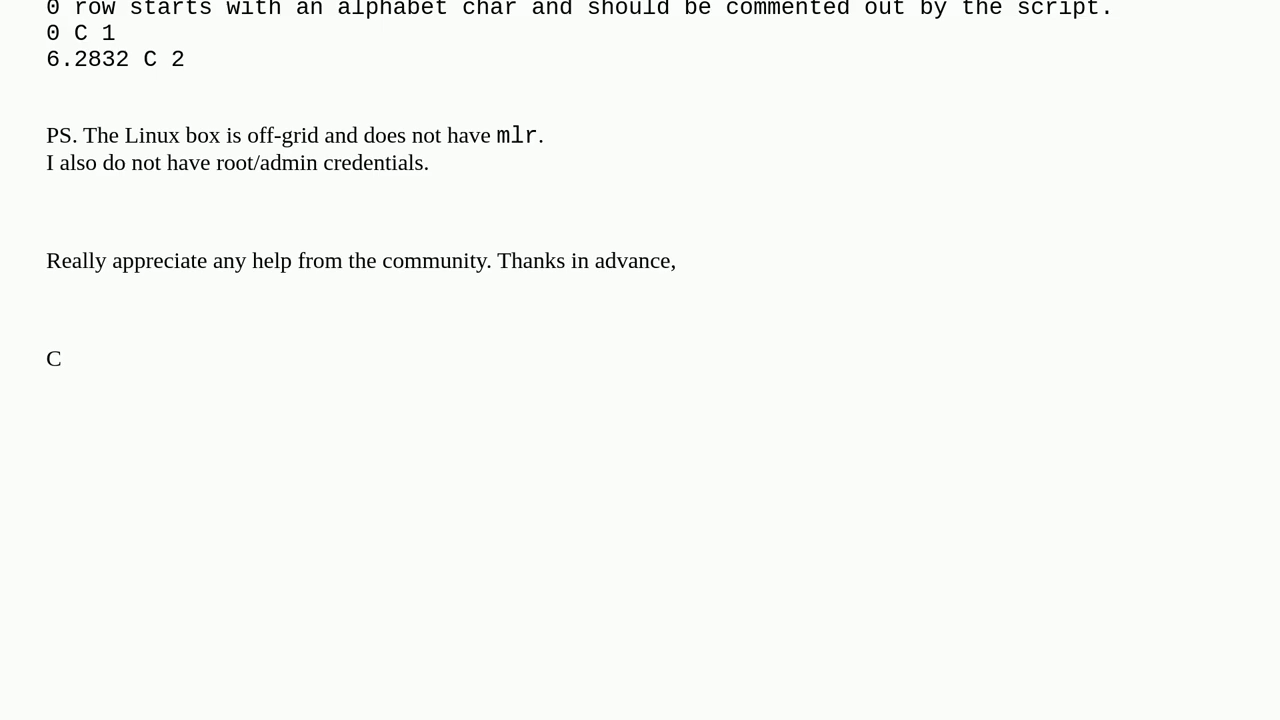 0 row starts with an alphabet char and should be commented out by the script.
0 C 1
6.2832 C 2
PS. The Linux box is off-grid and does not have mlr.
I also do not have root/admin credentials.
Really appreciate any help from the community. Thanks in advance,
C